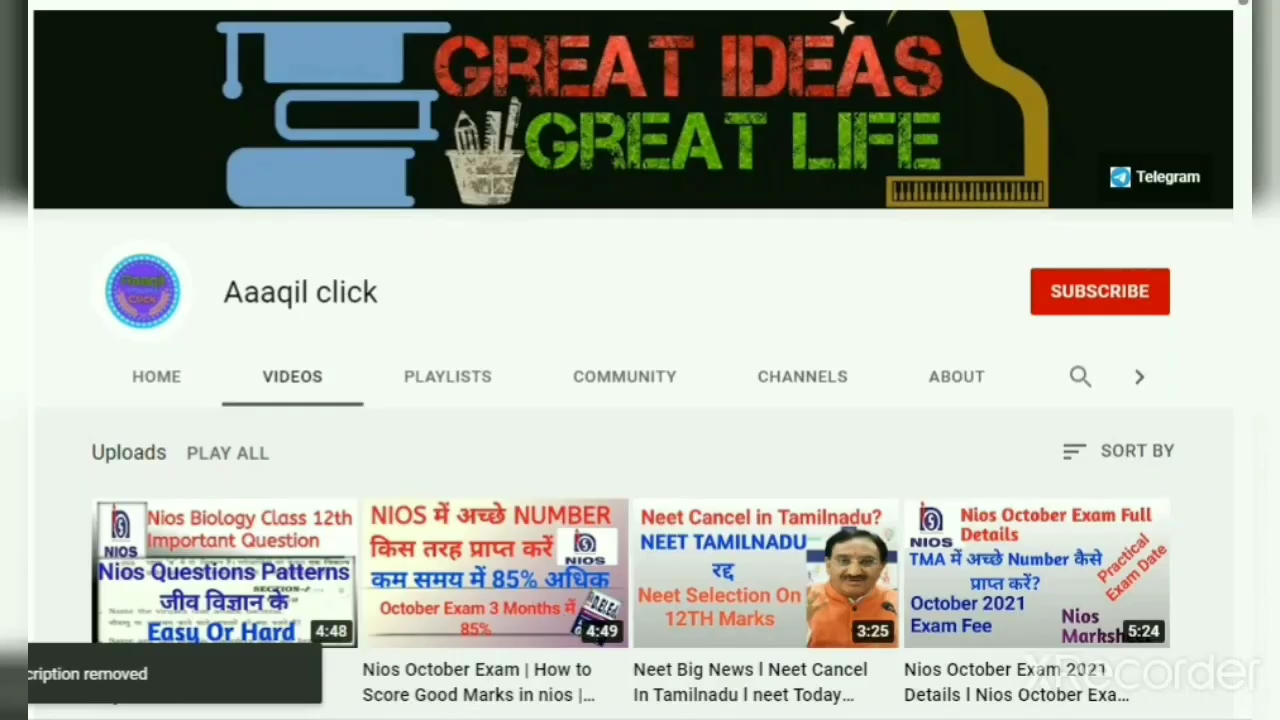 GREAT IDEAS
GREAT LIFE
Telegram
Aaaqil click
SUBSCRIBE
HOME
VIDEOS
PLAYLISTS
COMMUNITY
CHANNELS
ABOUT
Uploads
PLAY ALL
SORT BY
NIOS
Nios Biology Class 12th
Important Question
Nios Questions Patterns
जीव विज्ञान के
Easy Or Hard
4:48
NIOS में अच्छे NUMBER
किस तरह प्राप्त करें
NIOS
कम समय में 85% अधिक
October Exam 3 Months में
85%
4:49
Neet Cancel in Tamilnadu?
NEET TAMILNADU
रद्द
Neet Selection On
12TH Marks
3:25
NIOS
Nios October Exam Full
Details
TMA में अच्छे Number कैसे
प्राप्त करें?
October 2021
Exam Fee
Practical
Exam Date
Nios
5:24
cription removed
Nios October Exam | How to
Score Good Marks in nios |...
Neet Big News l Neet Cancel
In Tamilnadu l neet Today...
Nios October Exam 2021
Details l Nios October Exa...
XRecorder